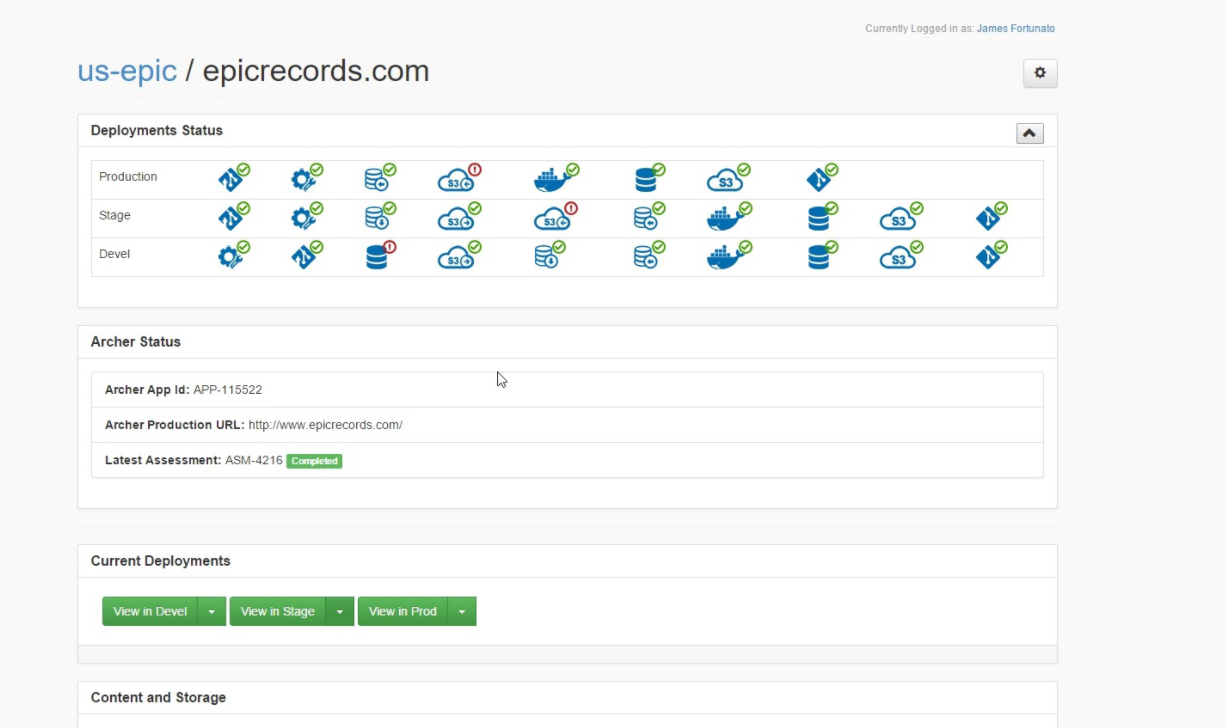 Currently Logged in as: James Fortunato
us-epic / epicrecords.com
Deployments Status
Production
S3
S3
Stage
S3
S3
S3
Devel
S3
S3
Archer Status
Archer App Id: APP-115522
Archer Production URL: http://www.epicrecords.com/
Latest Assessment: ASM-4216 Completed
Current Deployments
View in Devel
View in Stage
View in Prod
Content and Storage